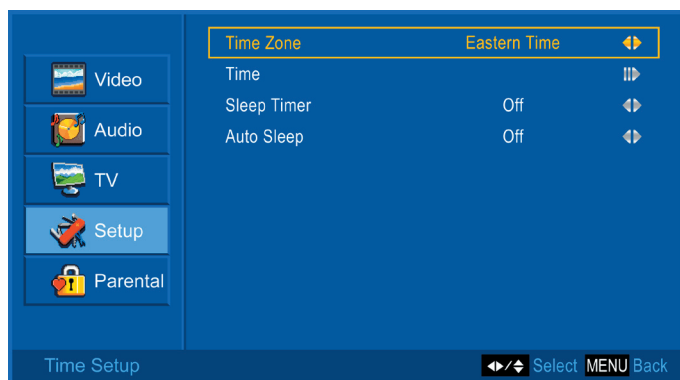 Video
Audio
TV
Setup
Parental
Time Zone Eastern Time
Time
Sleep Timer Off
Auto Sleep Off
Time Setup Select MENU Back